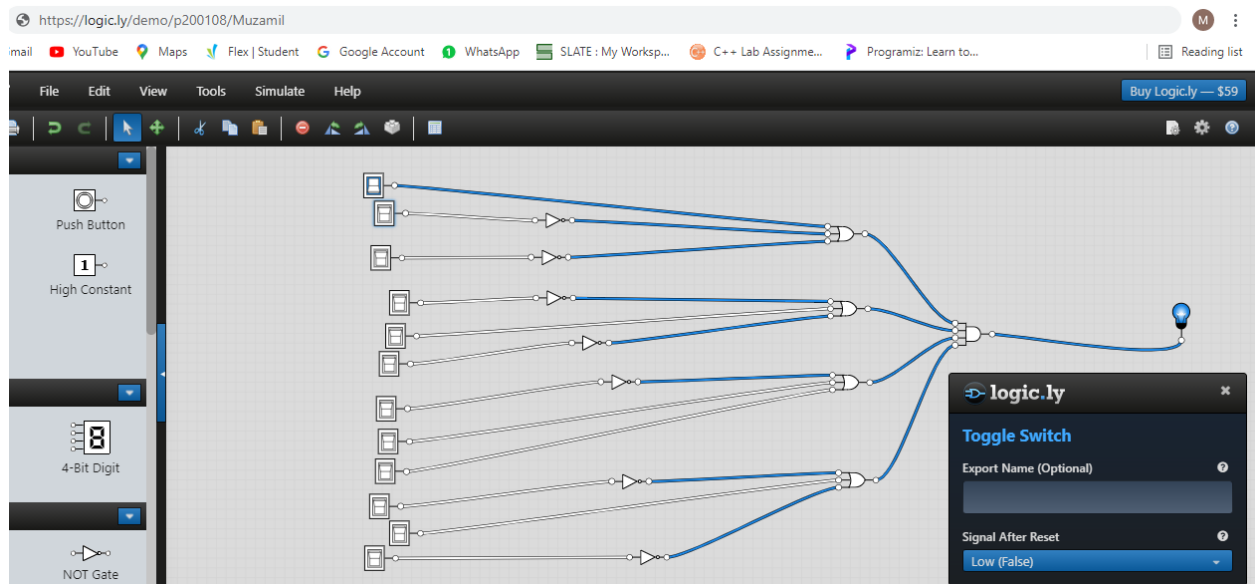 https://logic.ly/demo/p200108/Muzamil
M
YouTube Maps Flex | Student Google Account WhatsApp SLATE : My Worksp... C++ Lab Assignme... Programiz: Learn to... Reading list
File Edit View Tools Simulate Help Buy Logic.ly — $59
Push Button
1
High Constant
8
4-Bit Digit
NOT Gate
logic.ly
Toggle Switch
Export Name (Optional)
Signal After Reset
Low (False)